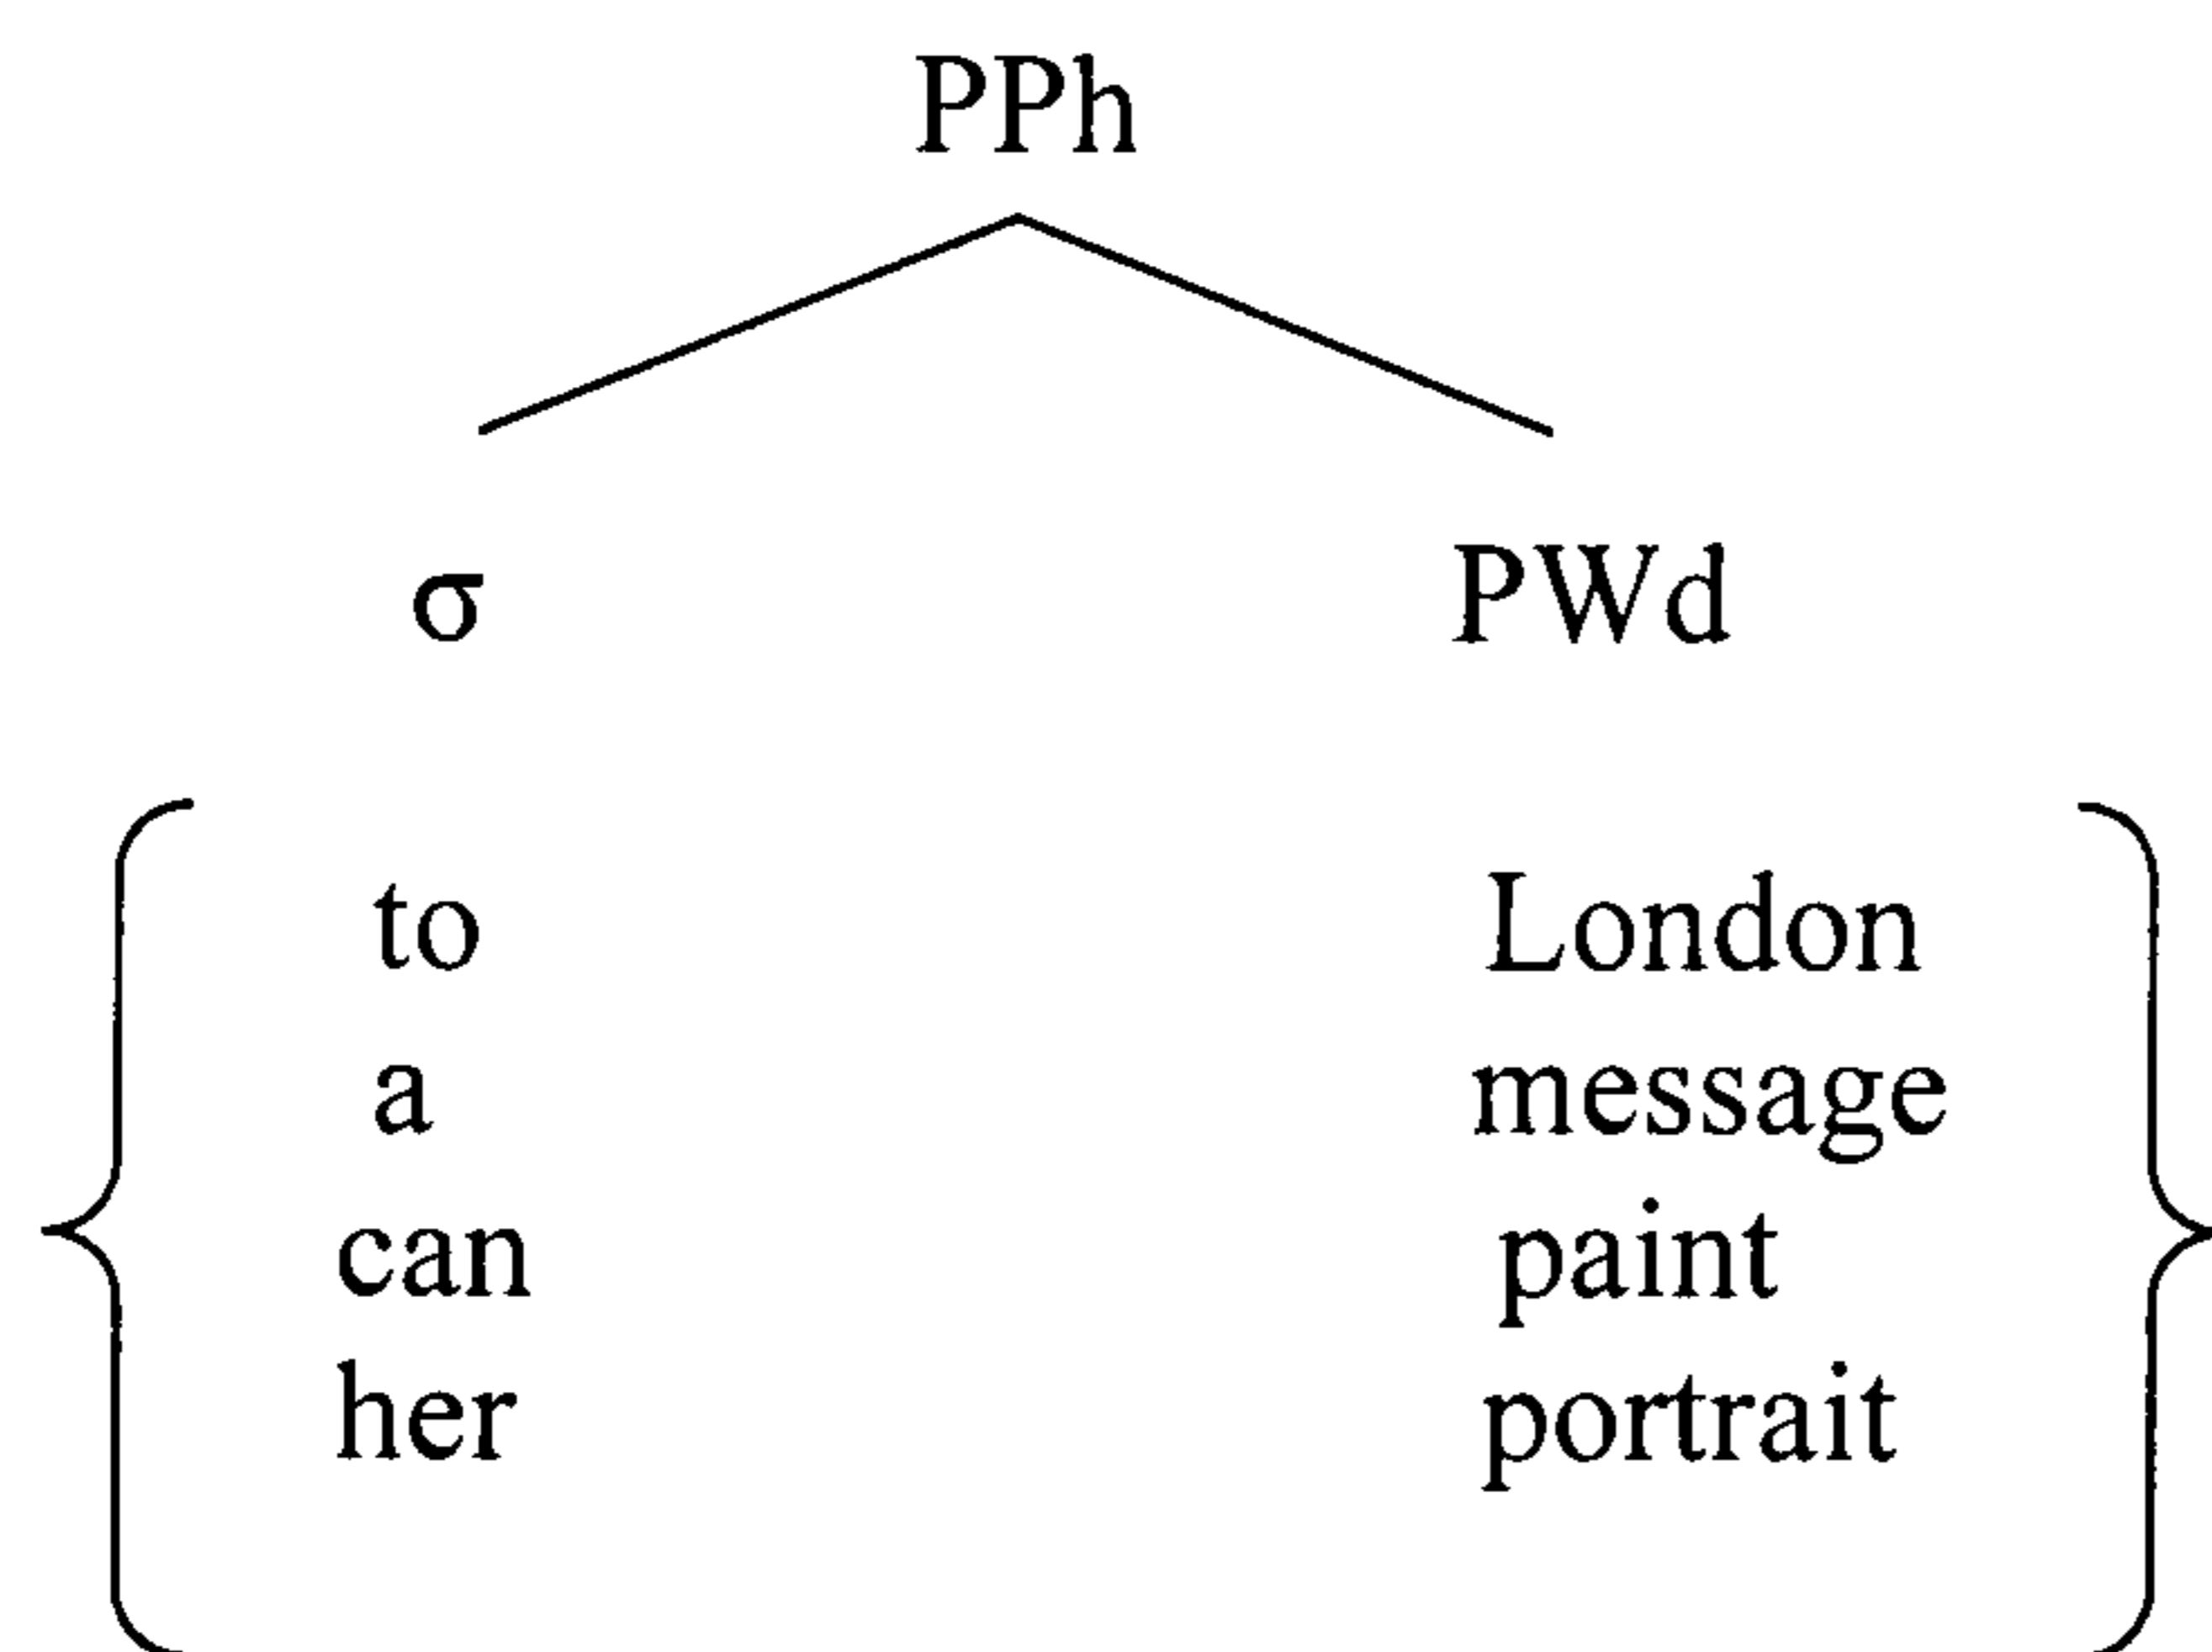 PPh
σ PWd
to London
a message
can paint
her portrait